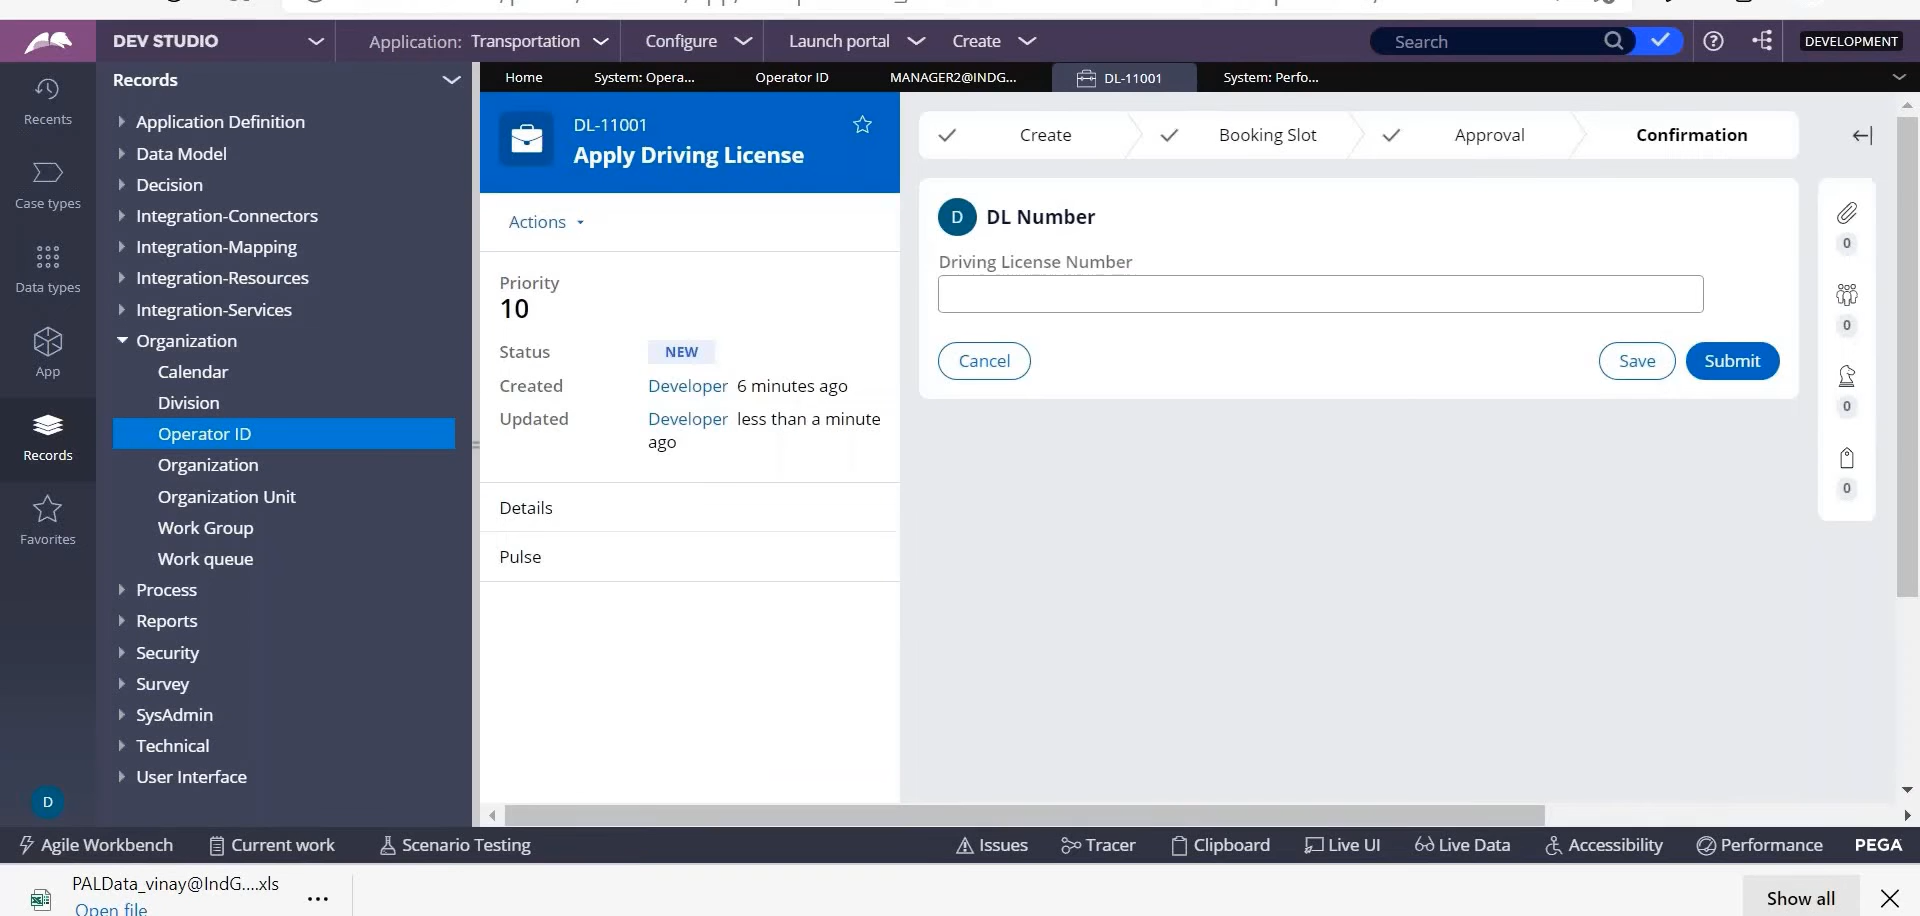 DEV STUDIO
Application: Transportation
Configure
Launch portal
Create
Search
DEVELOPMENT
Recents
Case types
Data types
App
Records
Favorites
D
Records
Application Definition
Data Model
Decision
Integration-Connectors
Integration-Mapping
Integration-Resources
Integration-Services
Organization
Calendar
Division
Operator ID
Organization
Organization Unit
Work Group
Work queue
Process
Reports
Security
Survey
SysAdmin
Technical
User Interface
Home
System: Opera...
Operator ID
MANAGER2@INDG...
DL-11001
System: Perfo...
DL-11001
Apply Driving License
Actions
Priority
10
Status NEW
Created Developer 6 minutes ago
Updated Developer less than a minute
ago
Details
Pulse
Create
Booking Slot
Approval
Confirmation
D DL Number
Driving License Number
Cancel
Save
Submit
0
0
0
0
Agile Workbench
Current work
Scenario Testing
Issues
Tracer
Clipboard
Live UI
Live Data
Accessibility
Performance
PEGA
PALData_vinay@IndG....xls
Open file
Show all